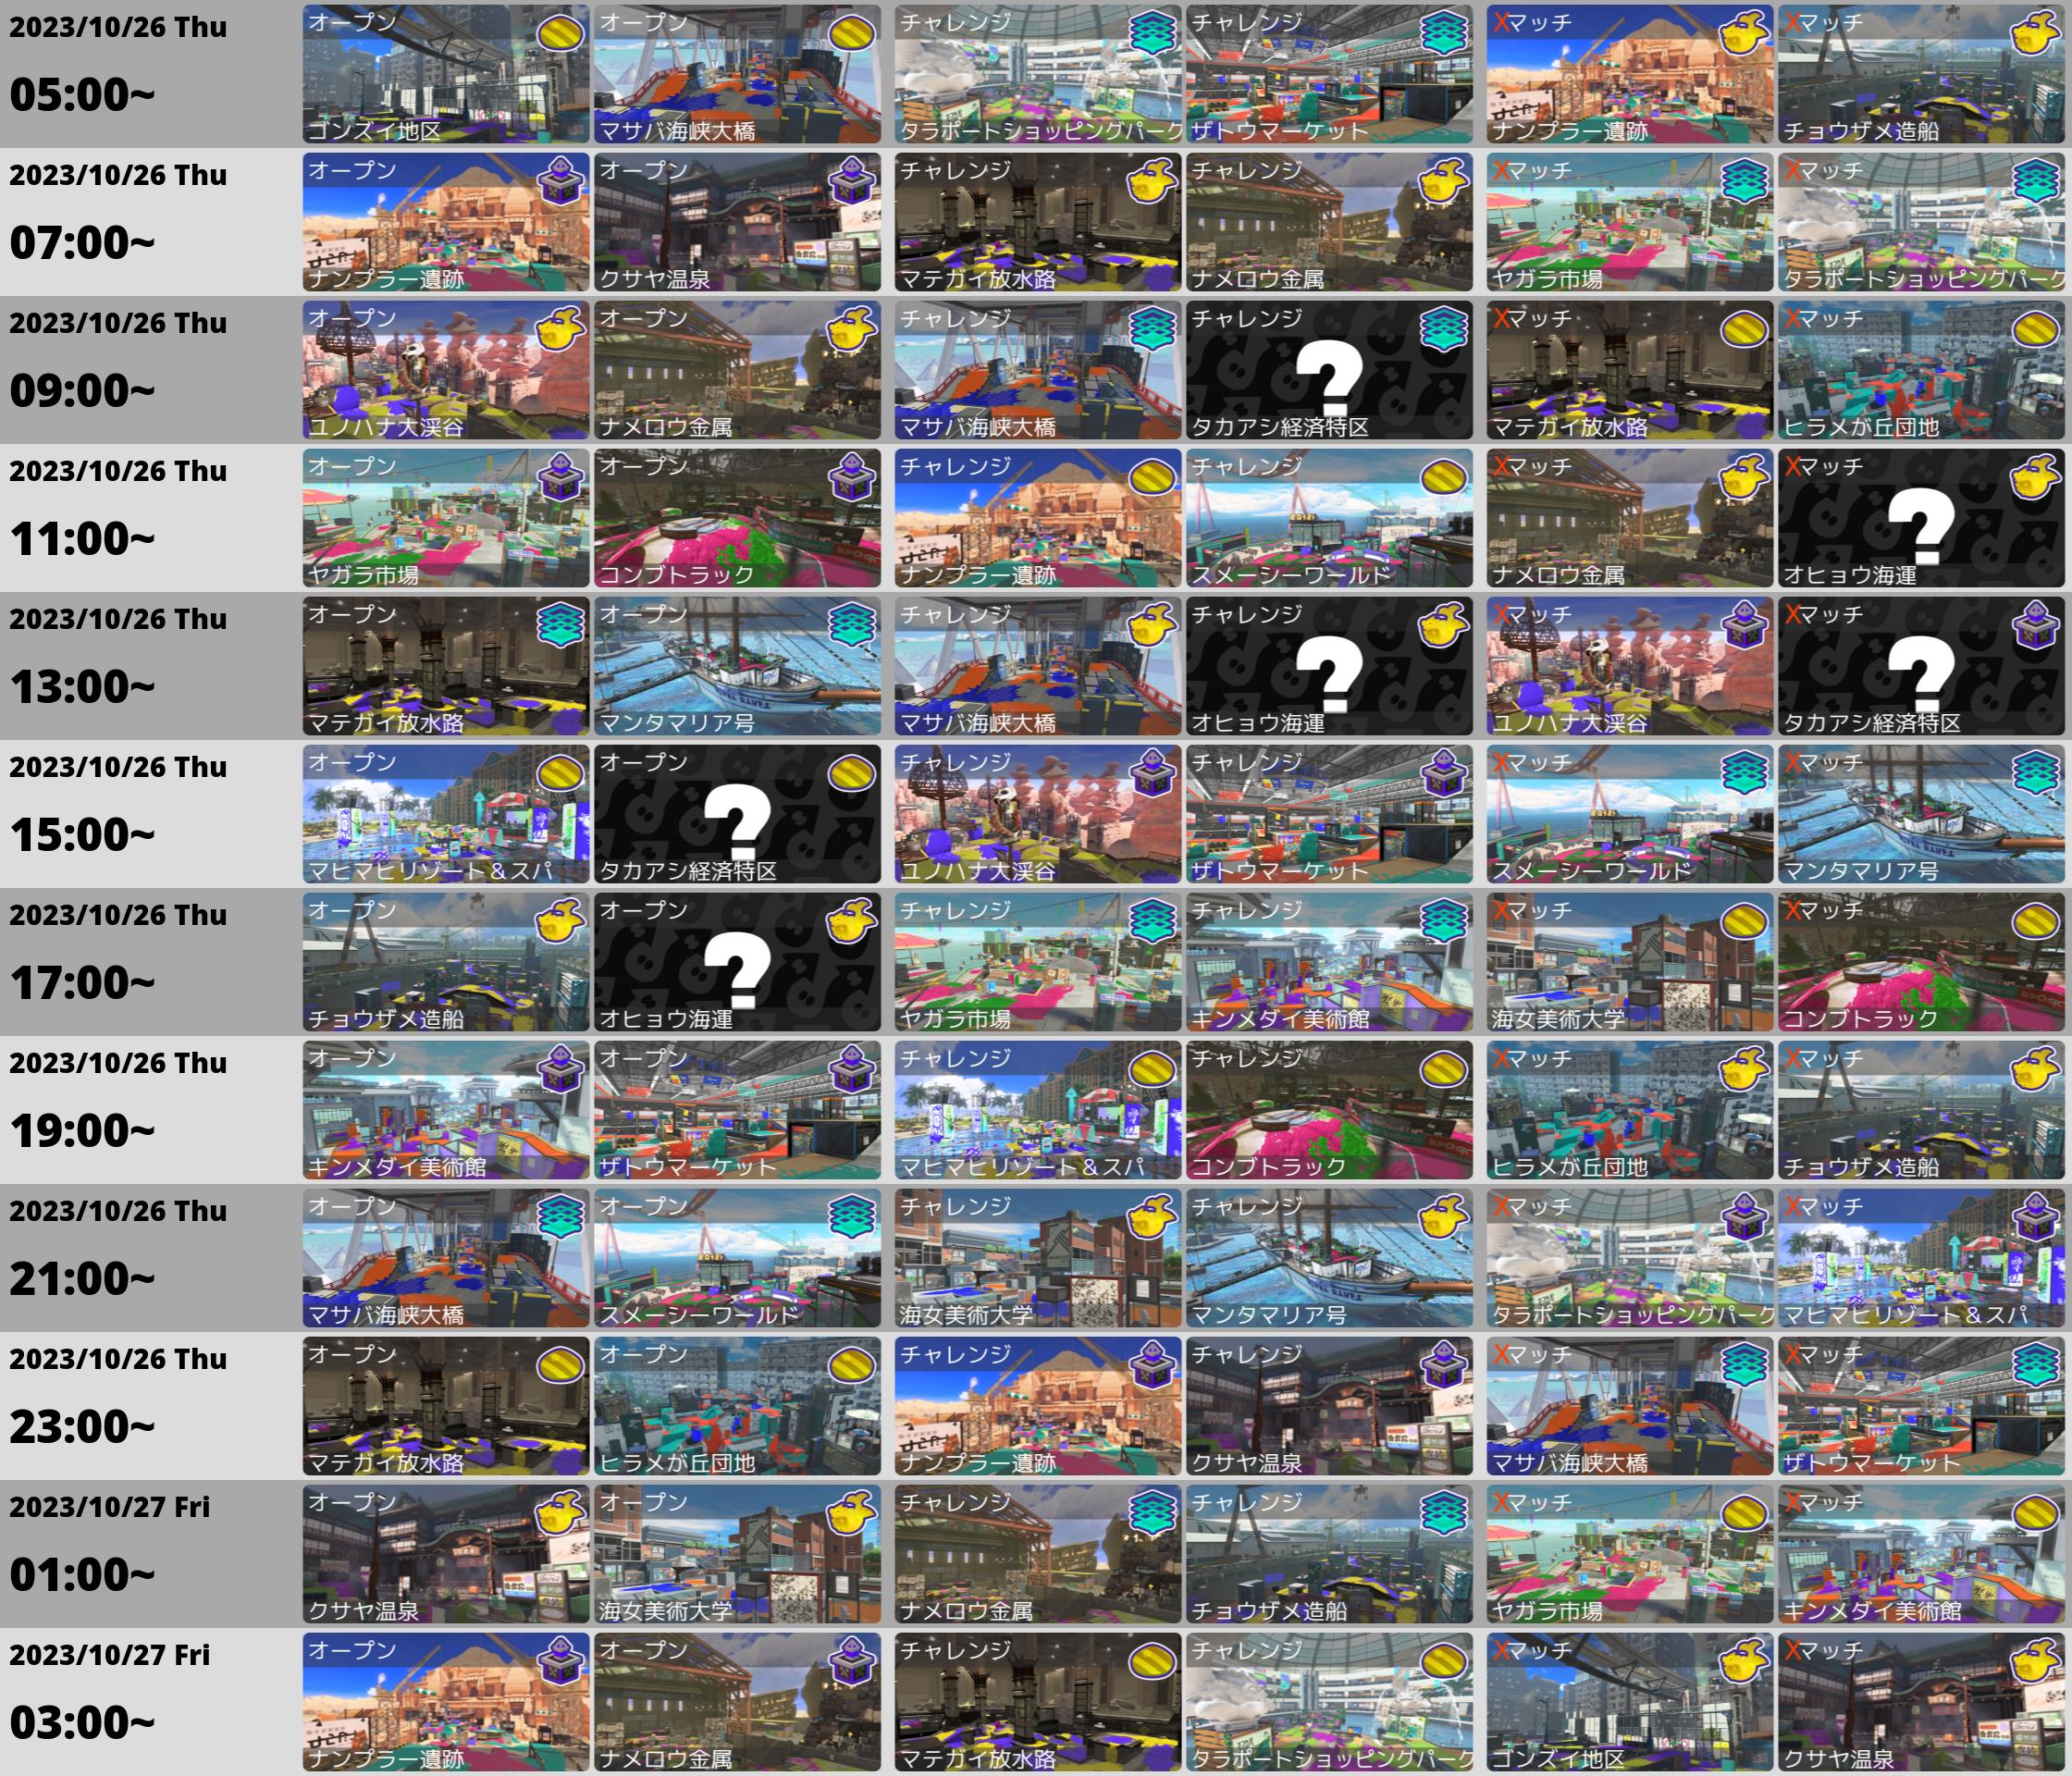 2023/10/26 Thu
05:00~
オープン オープン チャレンジ チャレンジ Xマッチ Xマッチ
ゴンズイ地区 マサバ海峡大橋 タラポートショッピングパーク ザトウマーケット ナンプラー遺跡 チョウザメ造船
2023/10/26 Thu
07:00~
オープン オープン チャレンジ チャレンジ Xマッチ Xマッチ
ナンプラー遺跡 クサヤ温泉 マテガイ放水路 ナメロウ金属 ヤガラ市場 タラポートショッピングパーク
2023/10/26 Thu
09:00~
オープン オープン チャレンジ チャレンジ Xマッチ Xマッチ
ユノハナ大渓谷 ナメロウ金属 マサバ海峡大橋 タカアシ経済特区 マテガイ放水路 ヒラメが丘団地
2023/10/26 Thu
11:00~
オープン オープン チャレンジ チャレンジ Xマッチ Xマッチ
ヤガラ市場 コンブトラック ナンプラー遺跡 スメーシーワールド ナメロウ金属 オヒョウ海運
2023/10/26 Thu
13:00~
オープン オープン チャレンジ チャレンジ Xマッチ Xマッチ
マテガイ放水路 マンタマリア号 マサバ海峡大橋 オヒョウ海運 ユノハナ大渓谷 タカアシ経済特区
2023/10/26 Thu
15:00~
オープン オープン チャレンジ チャレンジ Xマッチ Xマッチ
マヒマヒリゾート&スパ タカアシ経済特区 ユノハナ大渓谷 ザトウマーケット スメーシーワールド マンタマリア号
2023/10/26 Thu
17:00~
オープン オープン チャレンジ チャレンジ Xマッチ Xマッチ
チョウザメ造船 オヒョウ海運 ヤガラ市場 キンメダイ美術館 海女美術大学 コンブトラック
2023/10/26 Thu
19:00~
オープン オープン チャレンジ チャレンジ Xマッチ Xマッチ
キンメダイ美術館 ザトウマーケット マヒマヒリゾート&スパ コンブトラック ヒラメが丘団地 チョウザメ造船
2023/10/26 Thu
21:00~
オープン オープン チャレンジ チャレンジ Xマッチ Xマッチ
マサバ海峡大橋 スメーシーワールド 海女美術大学 マンタマリア号 タラポートショッピングパーク マヒマヒリゾート&スパ
2023/10/26 Thu
23:00~
オープン オープン チャレンジ チャレンジ Xマッチ Xマッチ
マテガイ放水路 ヒラメが丘団地 ナンプラー遺跡 クサヤ温泉 マサバ海峡大橋 ザトウマーケット
2023/10/27 Fri
01:00~
オープン オープン チャレンジ チャレンジ Xマッチ Xマッチ
クサヤ温泉 海女美術大学 ナメロウ金属 チョウザメ造船 ヤガラ市場 キンメダイ美術館
2023/10/27 Fri
03:00~
オープン オープン チャレンジ チャレンジ Xマッチ Xマッチ
ナンプラー遺跡 ナメロウ金属 マテガイ放水路 タラポートショッピングパーク ゴンズイ地区 クサヤ温泉